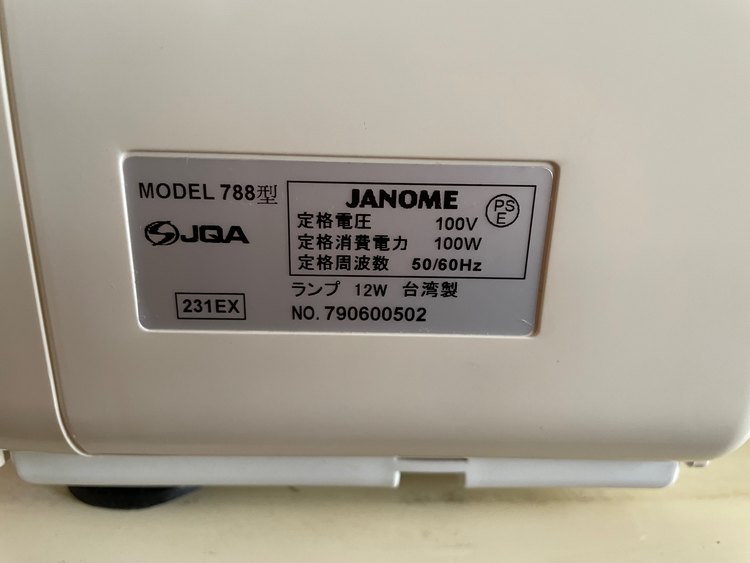 MODEL 788型
JQA
231EX
JANOME
PS
E
定格電圧 100V
定格消費電力 100W
定格周波数 50/60Hz
ランプ 12W 台湾製
NO. 790600502